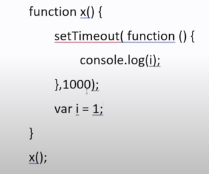 function x() {
setTimeout( function () {
console.log(i);
},1000);
var i = 1;
}
x();